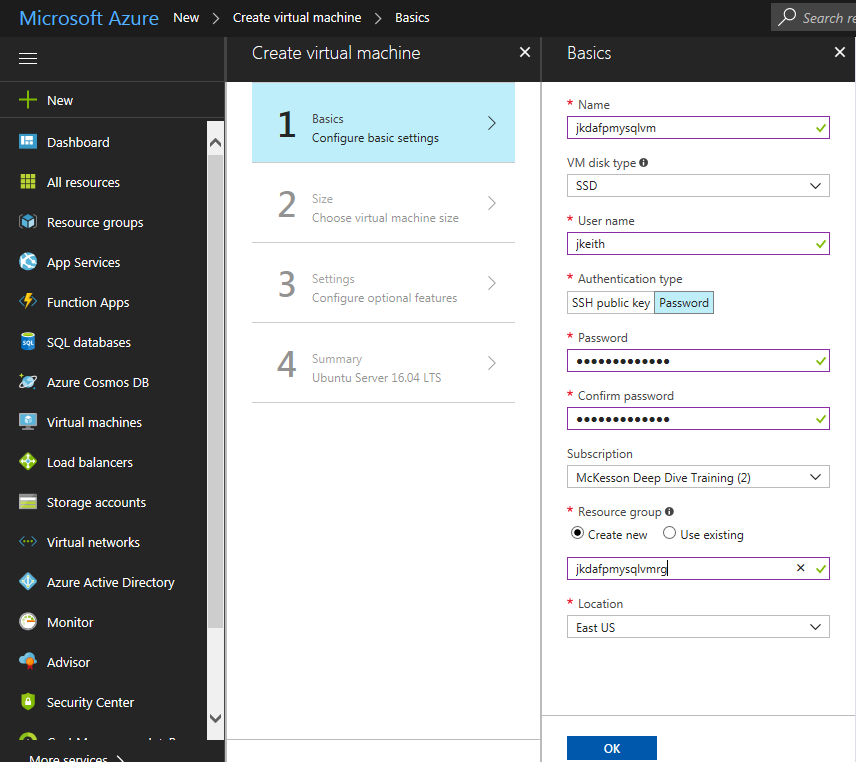 Microsoft Azure New > Create virtual machine > Basics
Search re
New
Dashboard
All resources
Resource groups
App Services
Function Apps
SQL databases
Azure Cosmos DB
Virtual machines
Load balancers
Storage accounts
Virtual networks
Azure Active Directory
Monitor
Advisor
Security Center
More services >
Create virtual machine
1
Basics
Configure basic settings
2
Size
Choose virtual machine size
3
Settings
Configure optional features
4
Summary
Ubuntu Server 16.04 LTS
Basics
* Name
jkdafpmysqlvm
VM disk type
SSD
* User name
jkeith
* Authentication type
SSH public key Password
* Password
•••••••••••••
* Confirm password
•••••••••••••
Subscription
McKesson Deep Dive Training (2)
* Resource group
Create new Use existing
jkdafpmysqlvmrg
* Location
East US
OK